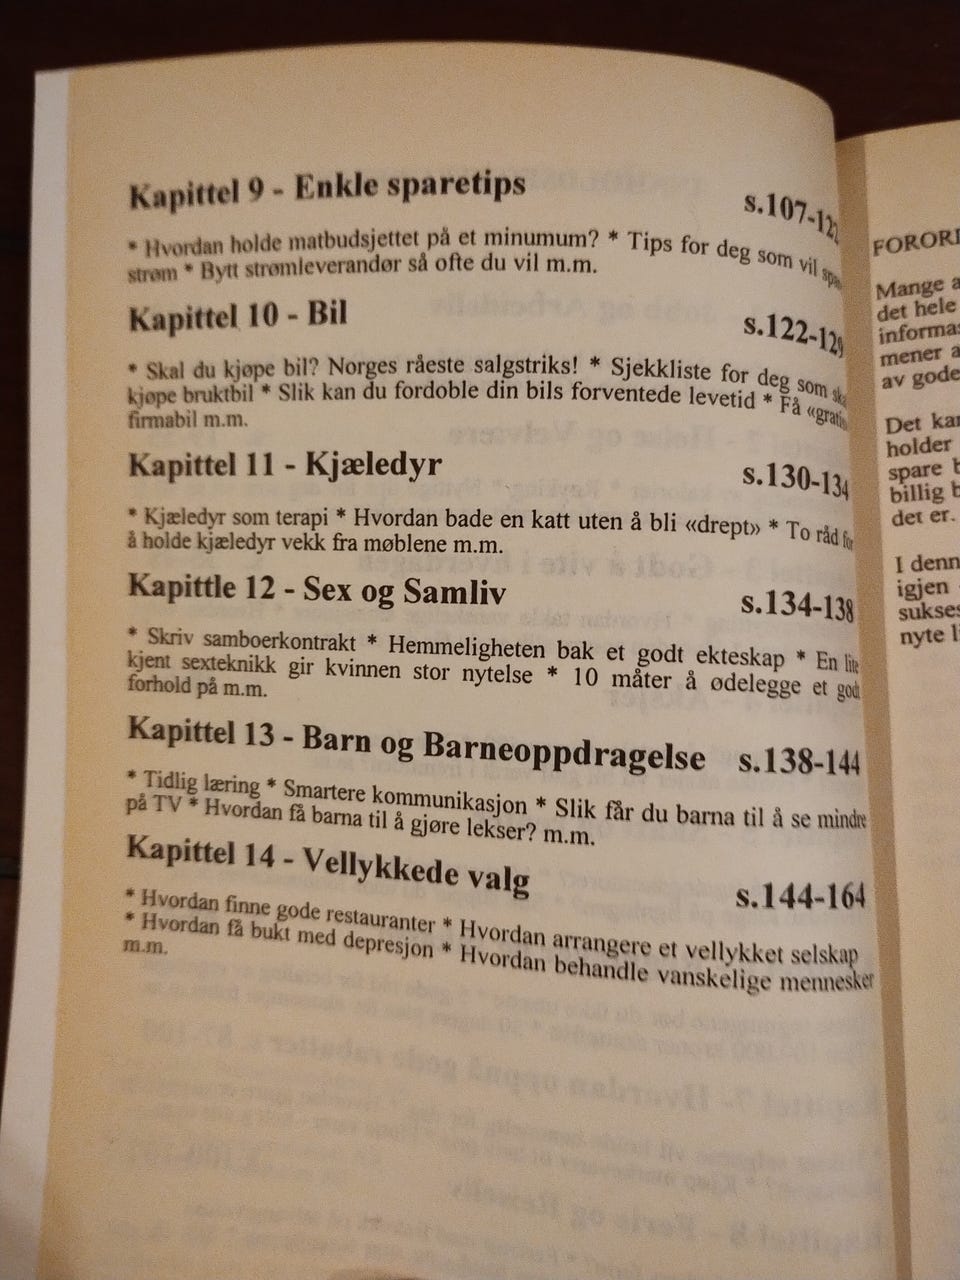 Kapittel 9 - Enkle sparetips s.107-122
* Hvordan holde matbudsjettet på et minumum? * Tips for deg som vil
strøm * Bytt strømleverandør så ofte du vil m.m.
Kapittel 10 - Bil s.122-129
* Skal du kjøpe bil? Norges råeste salgstriks! * Sjekkliste for deg som
kjøpe bruktbil * Slik kan du fordoble din bils forventede levetid * Få
firmabil m.m.
Kapittel 11 - Kjæledyr s.130-134
* Kjæledyr som terapi * Hvordan bade en katt uten å bli «drept» * To råd for
å holde kjæledyr vekk fra møblene m.m.
Kapittle 12 - Sex og Samliv s.134-138
* Skriv samboerkontrakt * Hemmeligheten bak et godt ekteskap * En lite
kjent sexteknikk gir kvinnen stor nytelse * 10 måter å ødelegge et godt
forhold på m.m.
Kapittel 13 - Barn og Barneoppdragelse s.138-144
* Tidlig læring * Smartere kommunikasjon * Slik får du barna til å se mindre
på TV * Hvordan få barna til å gjøre lekser? m.m.
Kapittel 14 - Vellykkede valg s.144-164
* Hvordan finne gode restauranter * Hvordan arrangere et vellykket selskap
* Hvordan få bukt med depresjon * Hvordan behandle vanskelige mennesker
m.m.
Mange
det hele
mener
av gode
Det
holder
spare
billig
det er.
I
igjen
nyte